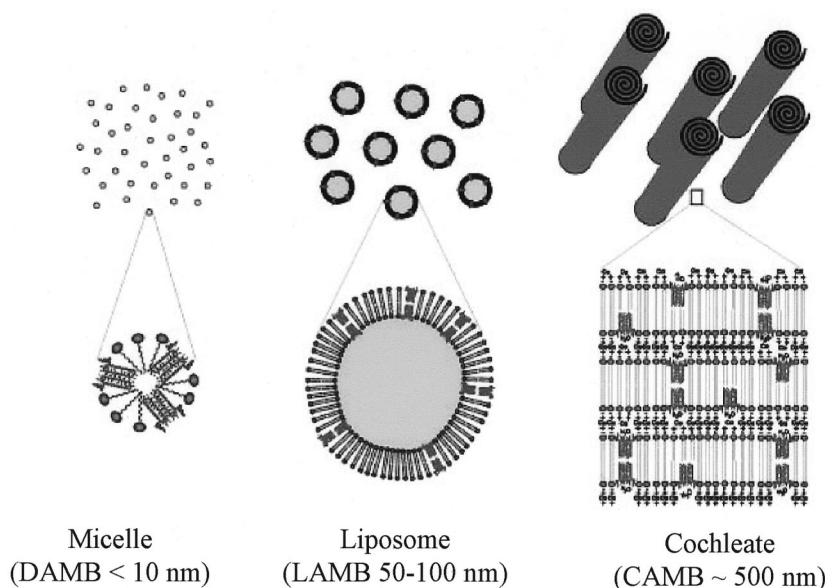 Micelle
(DAMB < 10 nm)
Liposome
(LAMB 50-100 nm)
Cochleate
(CAMB ~ 500 nm)